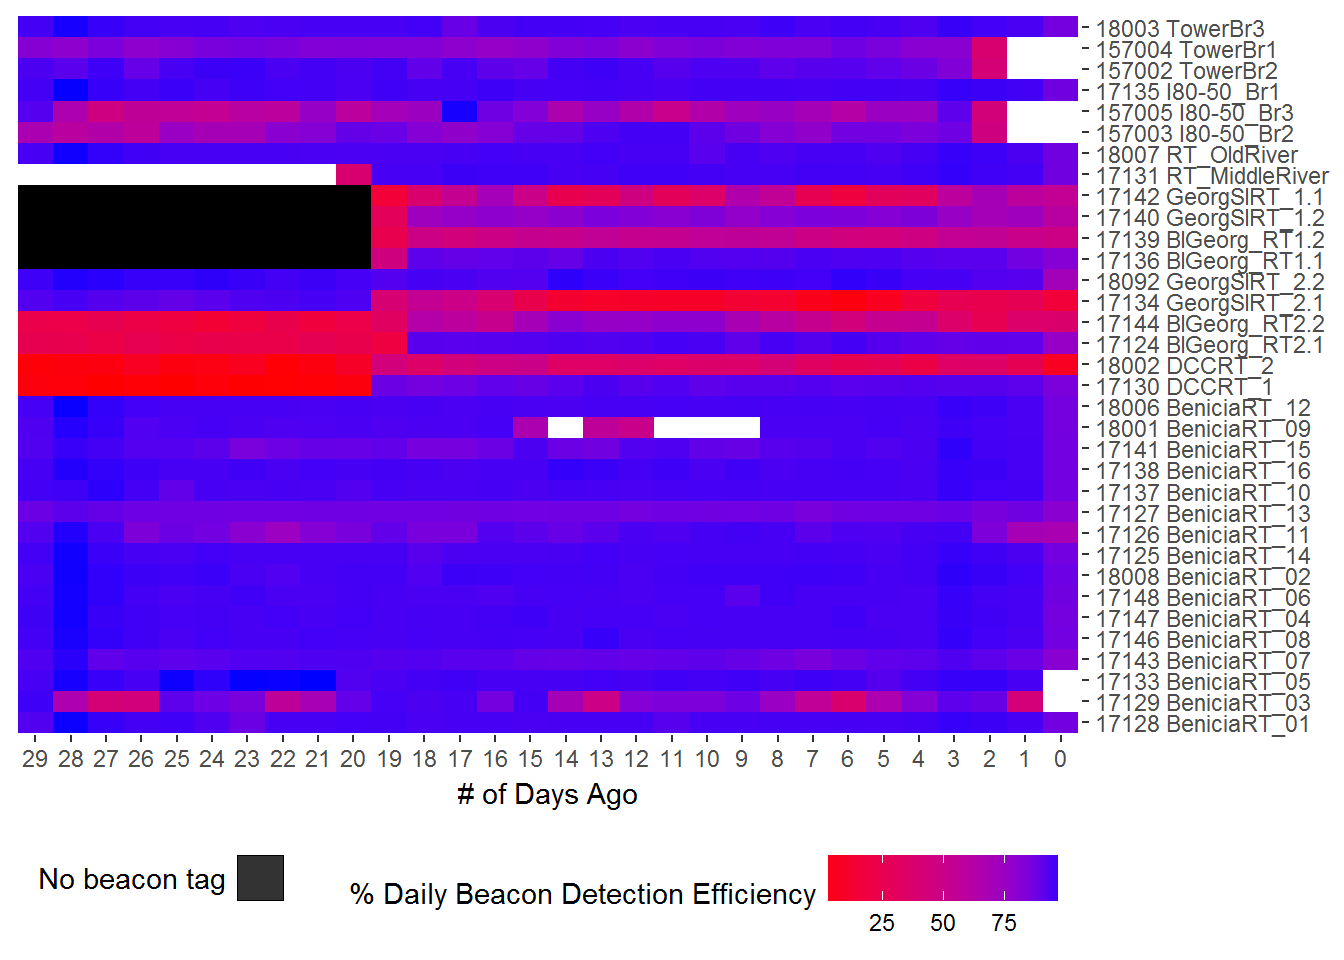 18003 TowerBr3
157004 TowerBr1
157002 TowerBr2
17135 I80-50_Br1
157005 I80-50_Br3
157003 I80-50_Br2
18007 RT_OldRiver
17131 RT_MiddleRiver
17142 GeorgSlRT_1.1
17140 GeorgSlRT_1.2
17139 BlGeorg_RT1.2
17136 BlGeorg_RT1.1
18092 GeorgSlRT_2.2
17134 GeorgSlRT_2.1
17144 BlGeorg_RT2.2
17124 BlGeorg_RT2.1
18002 DCCRT_2
17130 DCCRT_1
18006 BeniciaRT_12
18001 BeniciaRT_09
17141 BeniciaRT_15
17138 BeniciaRT_16
17137 BeniciaRT_10
17127 BeniciaRT_13
17126 BeniciaRT_11
17125 BeniciaRT_14
18008 BeniciaRT_02
17148 BeniciaRT_06
17147 BeniciaRT_04
17146 BeniciaRT_08
17143 BeniciaRT_07
17133 BeniciaRT_05
17129 BeniciaRT_03
17128 BeniciaRT_01
29 28 27 26 25 24 23 22 21 20 19 18 17 16 15 14 13 12 11 10 9 8 7 6 5 4 3 2 1 0
# of Days Ago
No beacon tag
% Daily Beacon Detection Efficiency
25 50 75